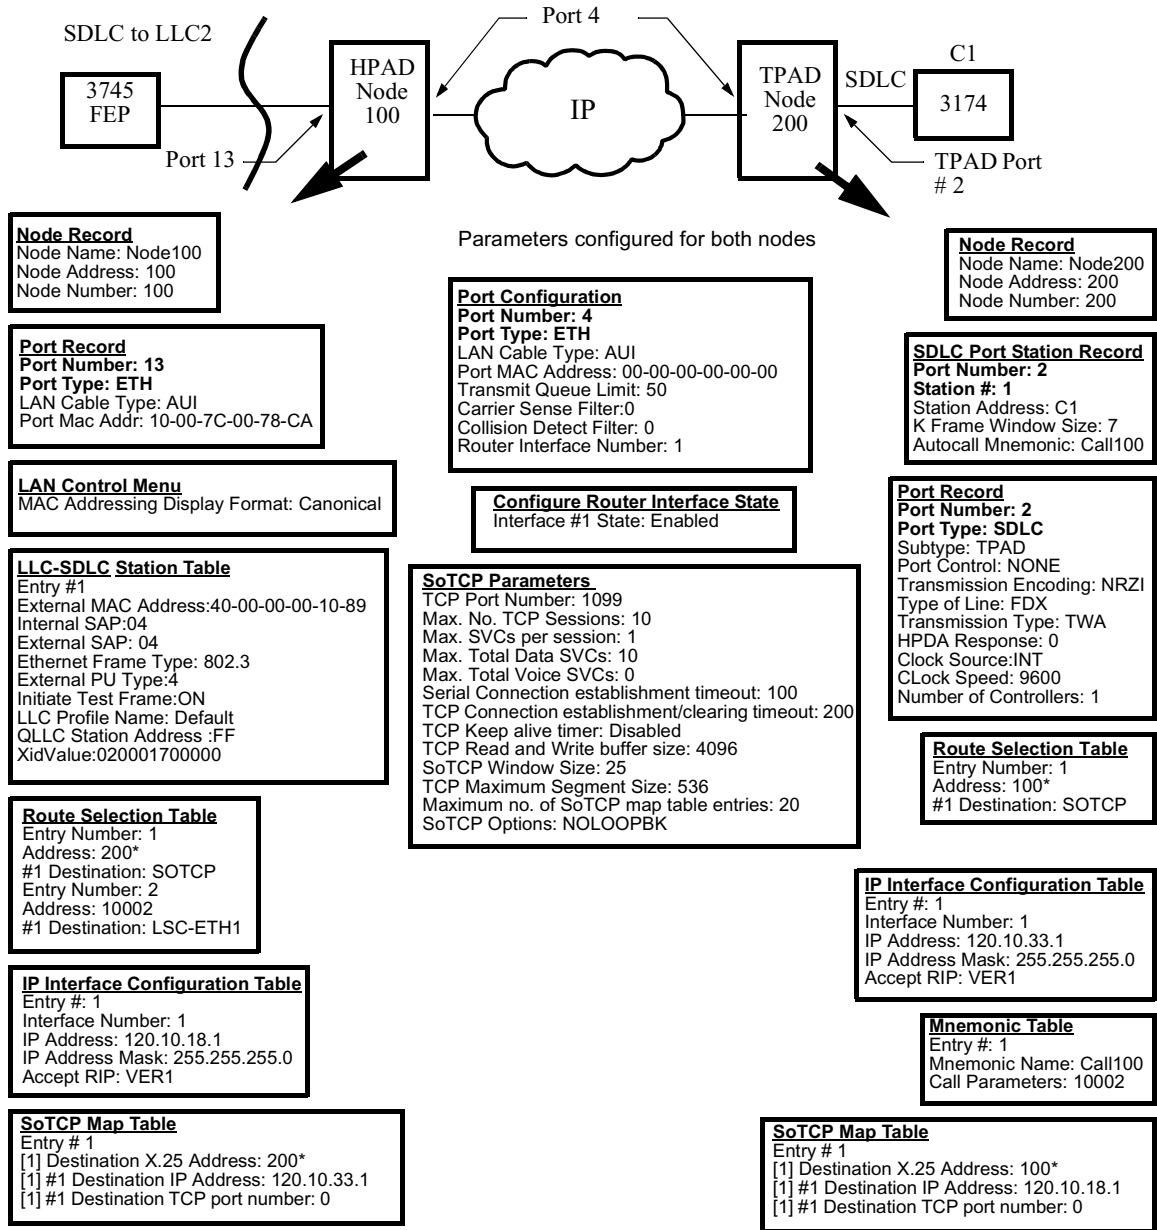 SDLC to LLC2
3745
FEP
Port 13
HPAD
Node
100
Port 4
IP
TPAD
Node
200
SDLC
C1
3174
TPAD Port
# 2
Node Record
Node Name: Node100
Node Address: 100
Node Number: 100
Port Record
Port Number: 13
Port Type: ETH
LAN Cable Type: AUI
Port Mac Addr: 10-00-7C-00-78-CA
LAN Control Menu
MAC Addressing Display Format: Canonical
LLC-SDLC Station Table
Entry #1
External MAC Address:40-00-00-00-10-89
Internal SAP:04
External SAP: 04
Ethernet Frame Type: 802.3
External PU Type:4
Initiate Test Frame:ON
LLC Profile Name: Default
QLLC Station Address :FF
XidValue:020001700000
Route Selection Table
Entry Number: 1
Address: 200*
#1 Destination: SOTCP
Entry Number: 2
Address: 10002
#1 Destination: LSC-ETH1
IP Interface Configuration Table
Entry #: 1
Interface Number: 1
IP Address: 120.10.18.1
IP Address Mask: 255.255.255.0
Accept RIP: VER1
SoTCP Map Table
Entry # 1
[1] Destination X.25 Address: 200*
[1] #1 Destination IP Address: 120.10.33.1
[1] #1 Destination TCP port number: 0
Parameters configured for both nodes
Port Configuration
Port Number: 4
Port Type: ETH
LAN Cable Type: AUI
Port MAC Address: 00-00-00-00-00-00
Transmit Queue Limit: 50
Carrier Sense Filter:0
Collision Detect Filter: 0
Router Interface Number: 1
Configure Router Interface State
Interface #1 State: Enabled
SoTCP Parameters
TCP Port Number: 1099
Max. No. TCP Sessions: 10
Max. SVCs per session: 1
Max. Total Data SVCs: 10
Max. Total Voice SVCs: 0
Serial Connection establishment timeout: 100
TCP Connection establishment/clearing timeout: 200
TCP Keep alive timer: Disabled
TCP Read and Write buffer size: 4096
SoTCP Window Size: 25
TCP Maximum Segment Size: 536
Maximum no. of SoTCP map table entries: 20
SoTCP Options: NOLOOPBK
Node Record
Node Name: Node200
Node Address: 200
Node Number: 200
SDLC Port Station Record
Port Number: 2
Station #: 1
Station Address: C1
K Frame Window Size: 7
Autocall Mnemonic: Call100
Port Record
Port Number: 2
Port Type: SDLC
Subtype: TPAD
Port Control: NONE
Transmission Encoding: NRZI
Type of Line: FDX
Transmission Type: TWA
HPDA Response: 0
Clock Source:INT
CLock Speed: 9600
Number of Controllers: 1
Route Selection Table
Entry Number: 1
Address: 100*
#1 Destination: SOTCP
IP Interface Configuration Table
Entry #: 1
Interface Number: 1
IP Address: 120.10.33.1
IP Address Mask: 255.255.255.0
Accept RIP: VER1
Mnemonic Table
Entry #: 1
Mnemonic Name: Call100
Call Parameters: 10002
SoTCP Map Table
Entry # 1
[1] Destination X.25 Address: 100*
[1] #1 Destination IP Address: 120.10.18.1
[1] #1 Destination TCP port number: 0